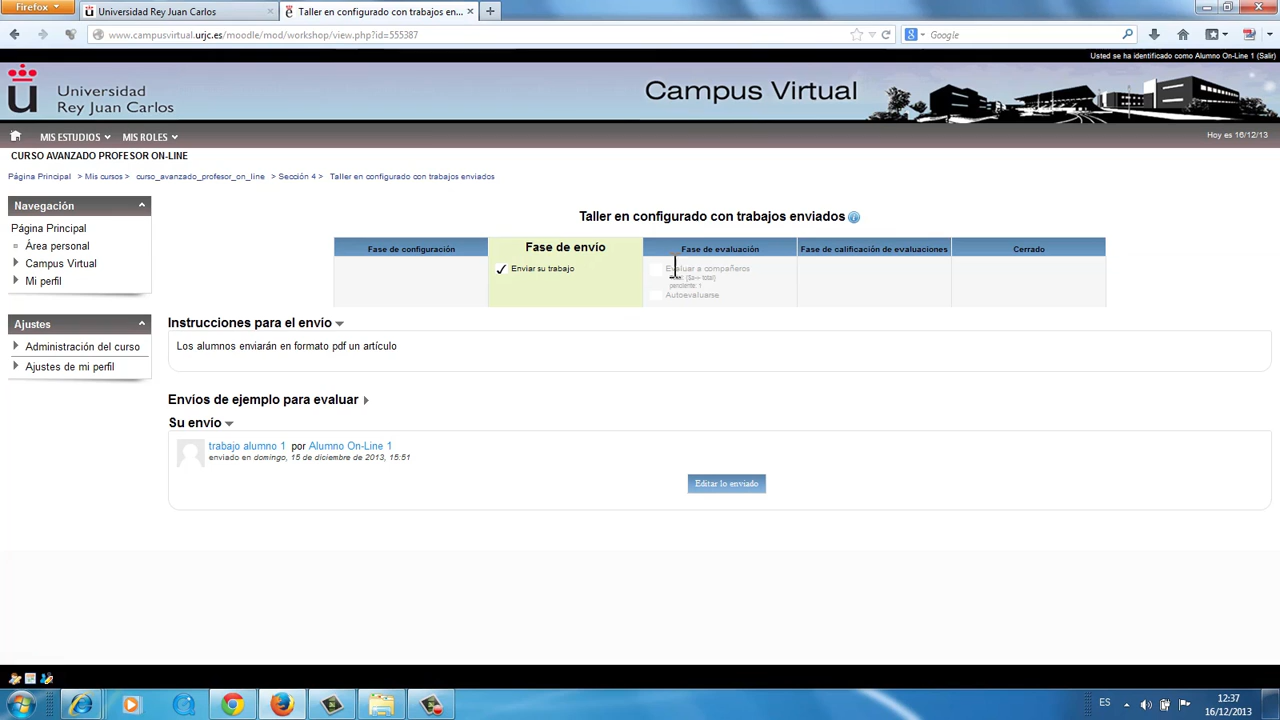 Firefox
Universidad Rey Juan Carlos
Taller en configurado con trabajos en...
www.campusvirtual.urjc.es/moodle/mod/workshop/view.php?id=555387
Google
Usted se ha identificado como Alumno On-Line 1 (Salir)
Universidad
Rey Juan Carlos
Campus Virtual
MIS ESTUDIOS
MIS ROLES
Hoy es 16/12/13
CURSO AVANZADO PROFESOR ON-LINE
Página Principal > Mis cursos > curso_avanzado_profesor_on_line > Sección 4 > Taller en configurado con trabajos enviados
Navegación
Página Principal
Área personal
Campus Virtual
Mi perfil
Ajustes
Administración del curso
Ajustes de mi perfil
Taller en configurado con trabajos enviados
Fase de configuración
Fase de envío
Fase de evaluación
Fase de calificación de evaluaciones
Cerrado
Enviar su trabajo
Evaluar a compañeros
pendiente: 1
Autoevaluarse
Instrucciones para el envío
Los alumnos enviarán en formato pdf un artículo
Envíos de ejemplo para evaluar
Su envío
trabajo alumno 1 por Alumno On-Line 1
enviado en domingo, 15 de diciembre de 2013, 15:51
Editar lo enviado
ES
12:37
16/12/2013